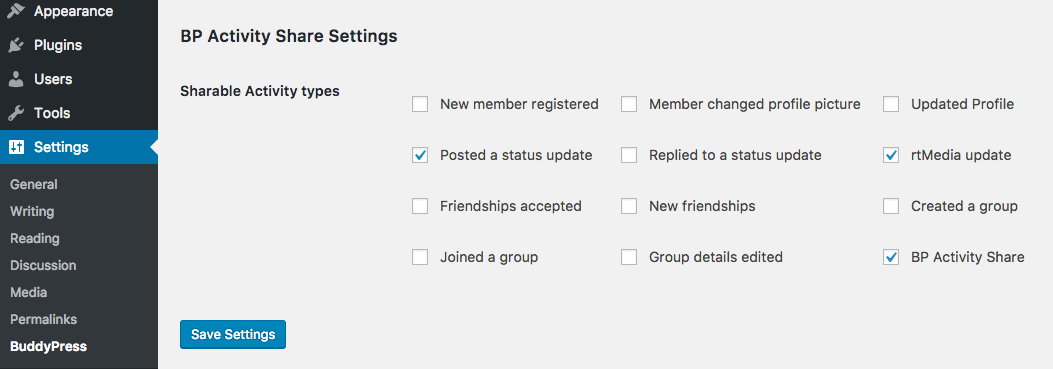 Appearance
Plugins
Users
Tools
Settings
General
Writing
Reading
Discussion
Media
Permalinks
BuddyPress
BP Activity Share Settings
Sharable Activity types
New member registered Member changed profile picture Updated Profile
Posted a status update Replied to a status update rtMedia update
Friendships accepted New friendships Created a group
Joined a group Group details edited BP Activity Share
Save Settings